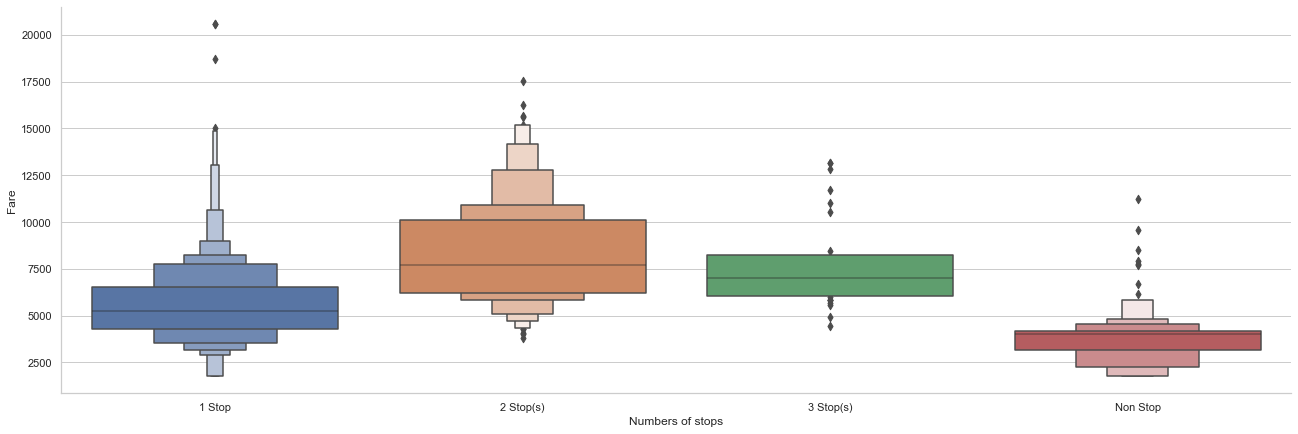 20000
17500
15000
12500
10000
7500
5000
2500
Fare
1 Stop
2 Stop(s)
3 Stop(s)
Non Stop
Numbers of stops